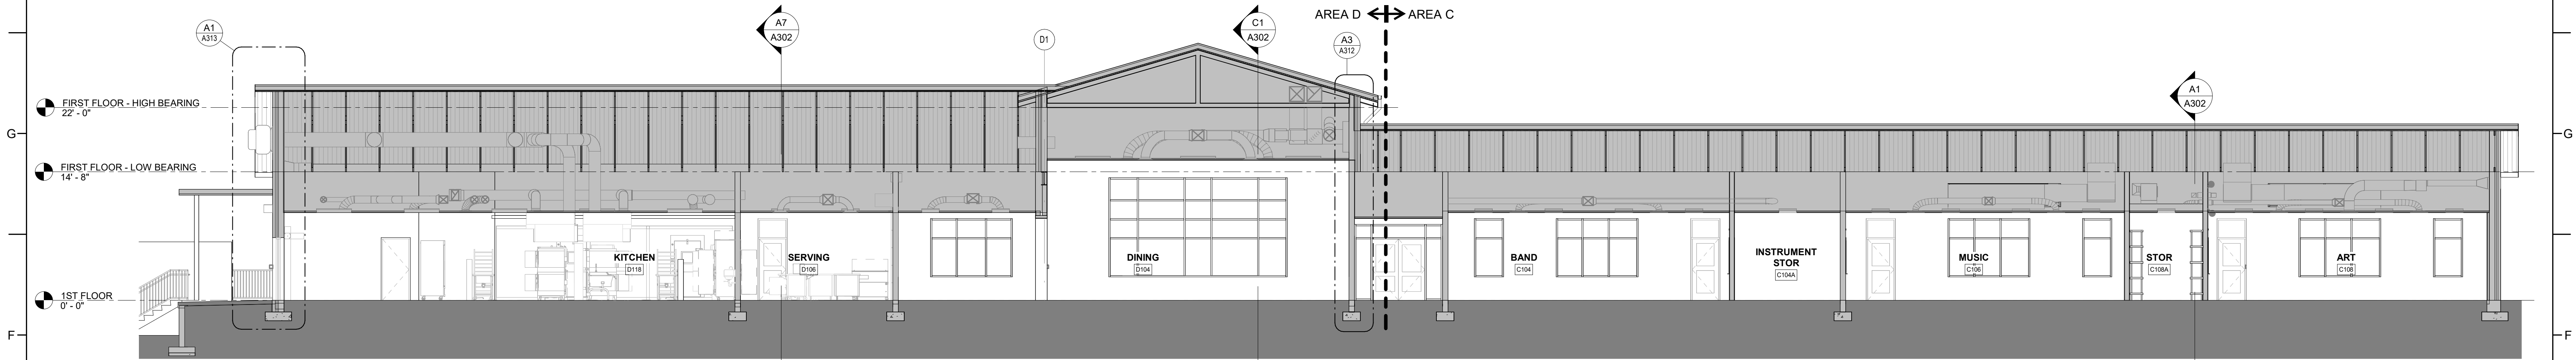 AREA D
AREA C
A1
A313
A7
A302
D1
C1
A302
A3
A312
A1
A302
FIRST FLOOR - HIGH BEARING
22' - 0"
G
G
FIRST FLOOR - LOW BEARING
14' - 8"
KITCHEN
D118
SERVING
D106
DINING
D104
BAND
C104
INSTRUMENT
STOR
C104A
MUSIC
C106
STOR
C108A
ART
C108
1ST FLOOR
0' - 0"
F
F